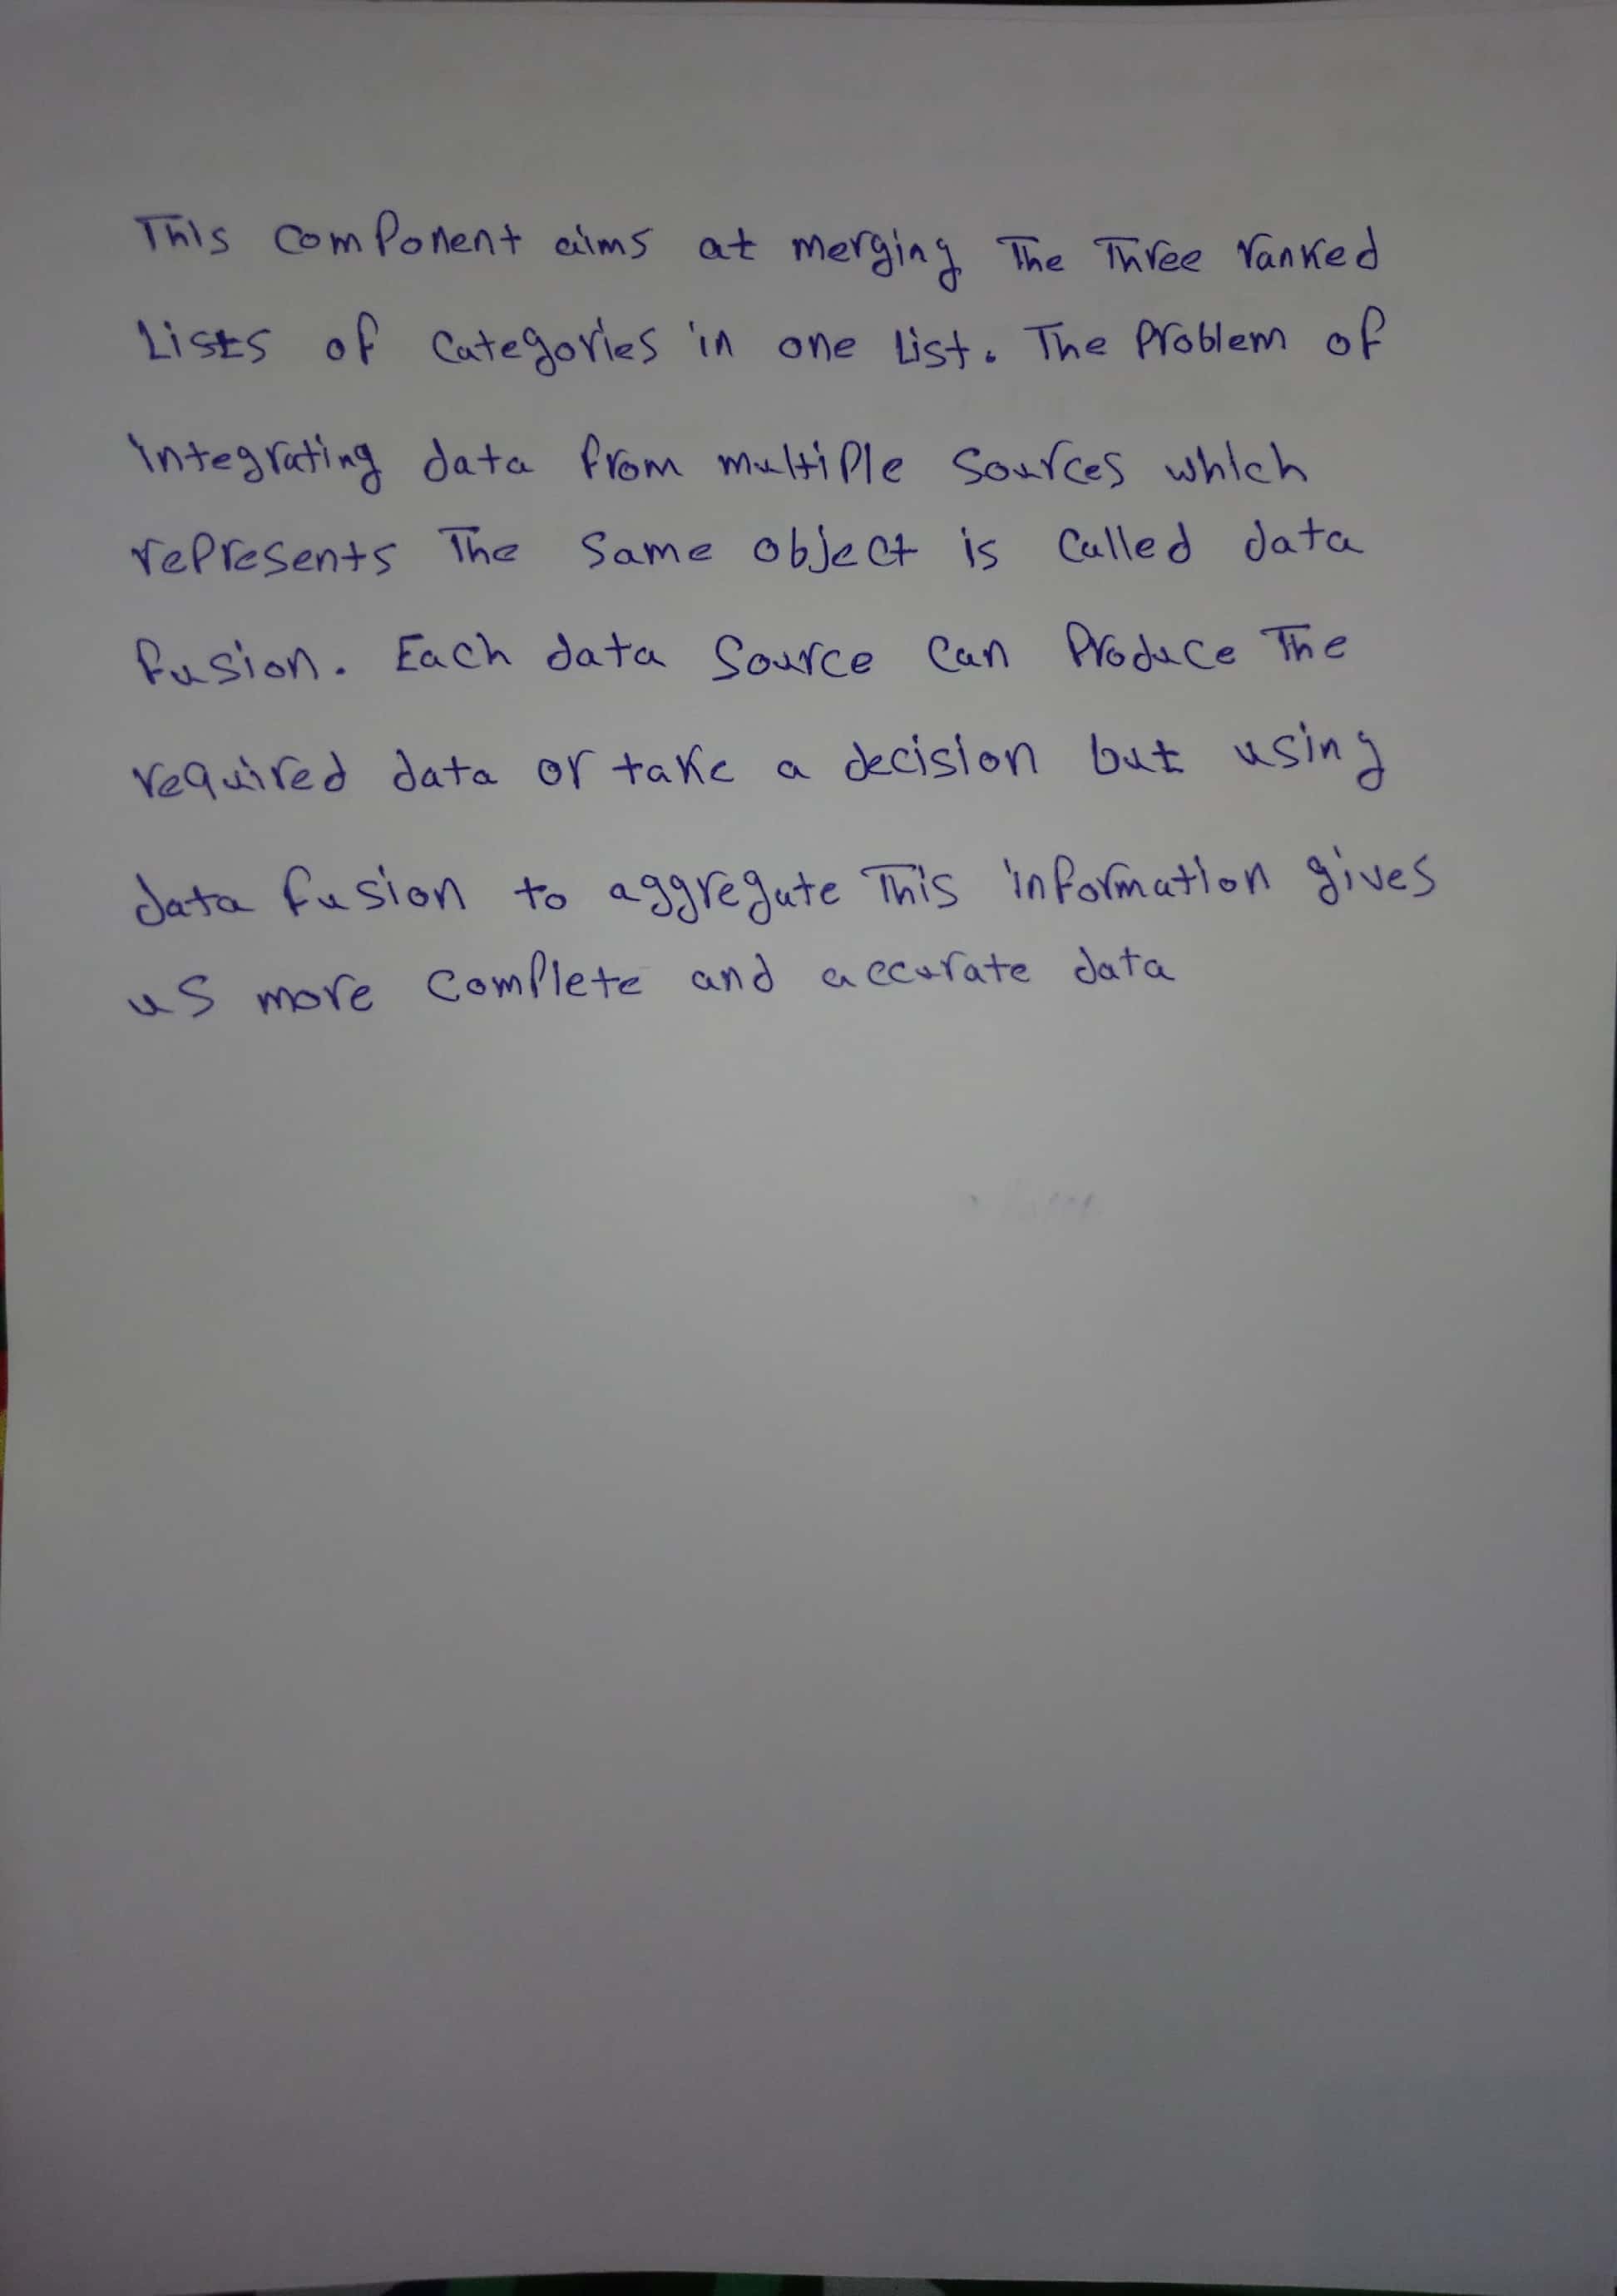 This component aims at merging The Three ranked
Lists of categories in one list. The Problem of
integrating data from multiple sources which
represents The same object is called data
fusion. Each data source can produce The
required data or take a decision but using
data fusion to aggregate This information gives
us more complete and accurate data